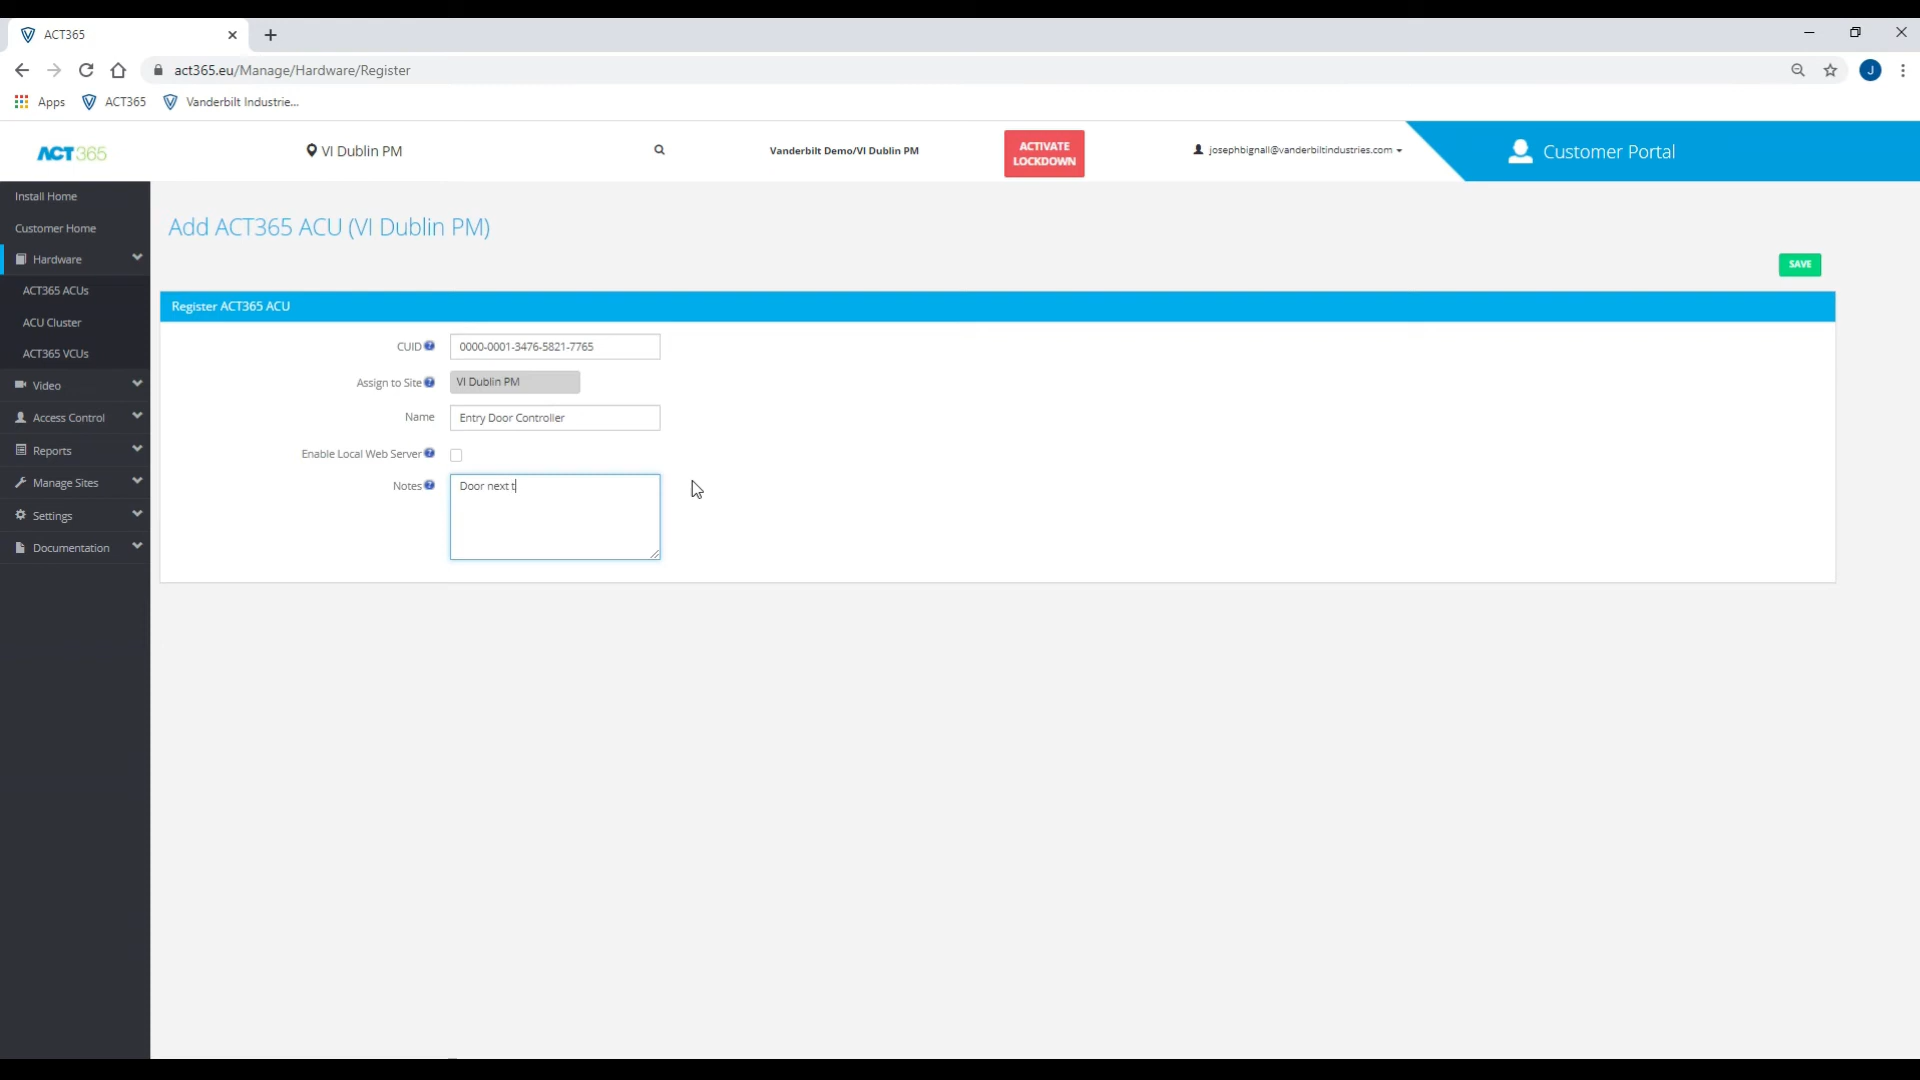 ACT365
act365.eu/Manage/Hardware/Register
J
Apps
ACT365
Vanderbilt Industrie...
ACT365
VI Dublin PM
Vanderbilt Demo/VI Dublin PM
ACTIVATE
LOCKDOWN
josephbignall@vanderbiltindustries.com
Customer Portal
Install Home
Customer Home
Hardware
ACT365 ACUs
ACU Cluster
ACT365 VCUs
Video
Access Control
Reports
Manage Sites
Settings
Documentation
Add ACT365 ACU (VI Dublin PM)
SAVE
Register ACT365 ACU
CUID 0000-0001-3476-5821-7765
Assign to Site VI Dublin PM
Name Entry Door Controller
Enable Local Web Server
Notes Door next t